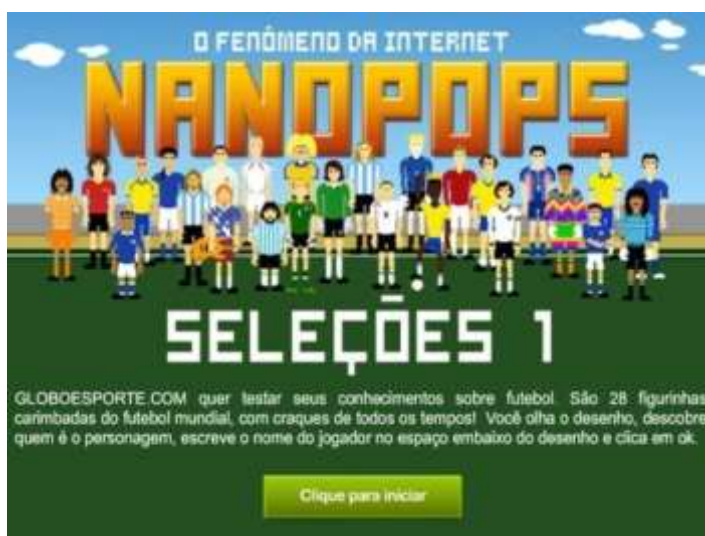 O FENÔMENO DA INTERNET
NANOPOPS
SELEÇÕES 1
GLOBOESPORTE.COM quer testar seus conhecimentos sobre futebol. São 28 figurinhas
carimbadas do futebol mundial, com craques de todos os tempos! Você olha o desenho, descobre
quem é o personagem, escreve o nome do jogador no espaço embaixo do desenho e clica em ok.
Clique para iniciar